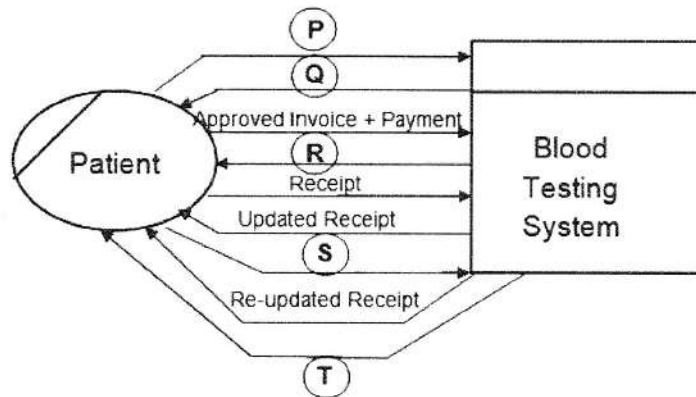 P
Q
Approved Invoice + Payment
R
Receipt
Updated Receipt
S
Re-updated Receipt
T
Patient
Blood
Testing
System